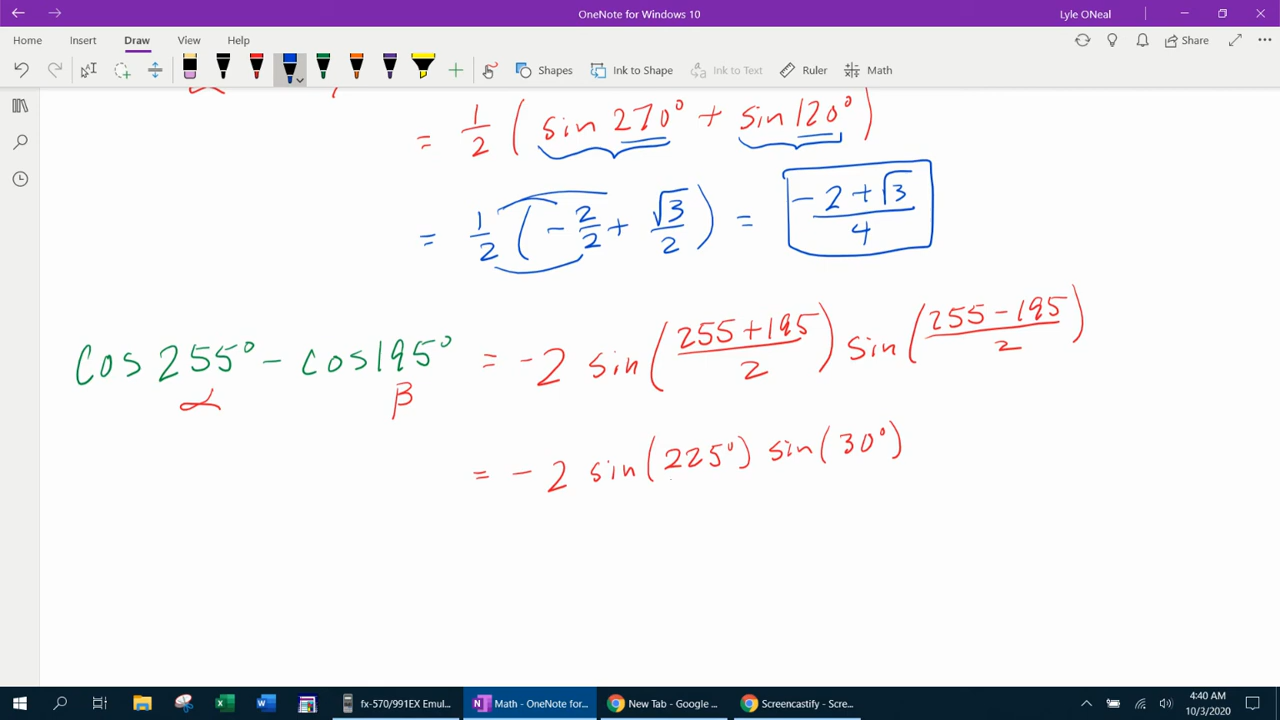 OneNote for Windows 10
Lyle ONeal
Home Insert Draw View Help
Share
Shapes Ink to Shape Ink to Text Ruler Math
= 1/2 (sin 270° + sin 120°)
= 1/2 (-2/2 + √3/2) = (-2 + √3)/4
Cos 255° - cos 195° = -2 sin((255+195)/2) sin((255-195)/2)
α β
= -2 sin(225°) sin(30°)
fx-570/991EX Emul... Math - OneNote for... New Tab - Google ... Screencastify - Scre...
4:40 AM
10/3/2020